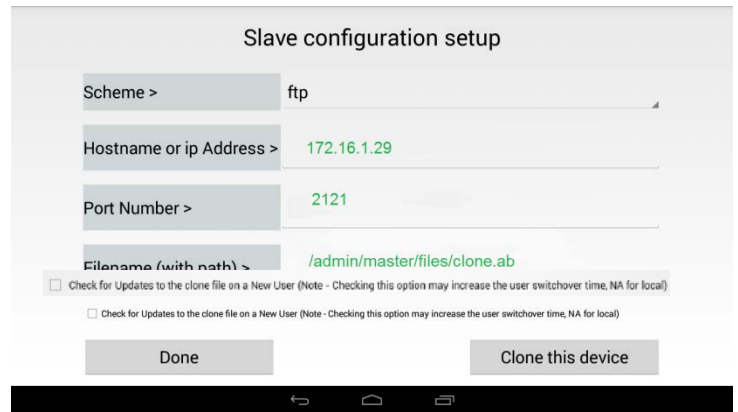 Slave configuration setup
Scheme > ftp
Hostname or ip Address > 172.16.1.29
Port Number > 2121
Filename (with path) > /admin/master/files/clone.ab
Check for Updates to the clone file on a New User (Note - Checking this option may increase the user switchover time, NA for local)
Check for Updates to the clone file on a New User (Note - Checking this option may increase the user switchover time, NA for local)
Done Clone this device